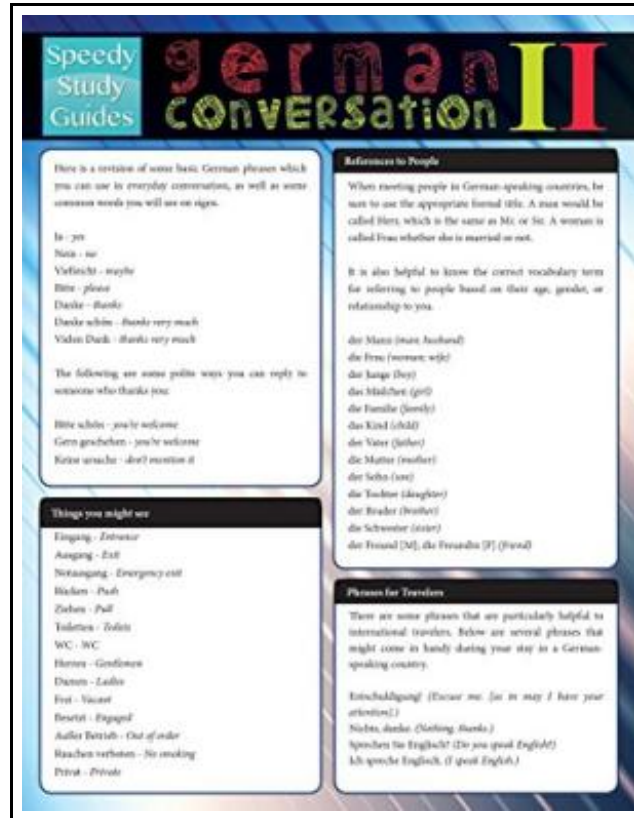 Speedy
Study
Guides
german
conversation
II
Here is a revision of some basic German phrases which
you can use in everyday conversation, as well as some
common words you will see on signs.
Ja - yes
Nein - no
Vielleicht - maybe
Bitte - please
Danke - thanks
Danke schön - thanks very much
Vielen Dank - thanks very much
The following are some polite ways you can reply to
someone who thanks you:
Bitte schön - you're welcome
Gern geschehen - you're welcome
Keine ursache - don't mention it
Things you might see
Eingang - Entrance
Ausgang - Exit
Notausgang - Emergency exit
Drücken - Push
Ziehen - Pull
Toiletten - Toilets
WC - WC
Herren - Gentlemen
Damen - Ladies
Frei - Vacant
Besetzt - Engaged
Außer Betrieb - Out of order
Rauchen verboten - No smoking
Privat - Private
References to People
When meeting people in German-speaking countries, be
sure to use the appropriate formal title. A man would be
called Herr, which is the same as Mr. or Sir. A woman is
called Frau whether she is married or not.
It is also helpful to know the correct vocabulary term
for referring to people based on their age, gender, or
relationship to you.
der Mann (man; husband)
die Frau (woman; wife)
der Junge (boy)
das Mädchen (girl)
die Familie (family)
das Kind (child)
der Vater (father)
die Mutter (mother)
der Sohn (son)
die Tochter (daughter)
der Bruder (brother)
die Schwester (sister)
der Freund [M]; die Freundin [F] (friend)
Phrases for Travelers
There are some phrases that are particularly helpful to
international travelers. Below are several phrases that
might come in handy during your stay in a German-
speaking country.
Entschuldigung! (Excuse me. [as in may I have your
attention].)
Nichts, danke. (Nothing, thanks.)
Sprechen Sie Englisch? (Do you speak English?)
Ich spreche Englisch. (I speak English.)